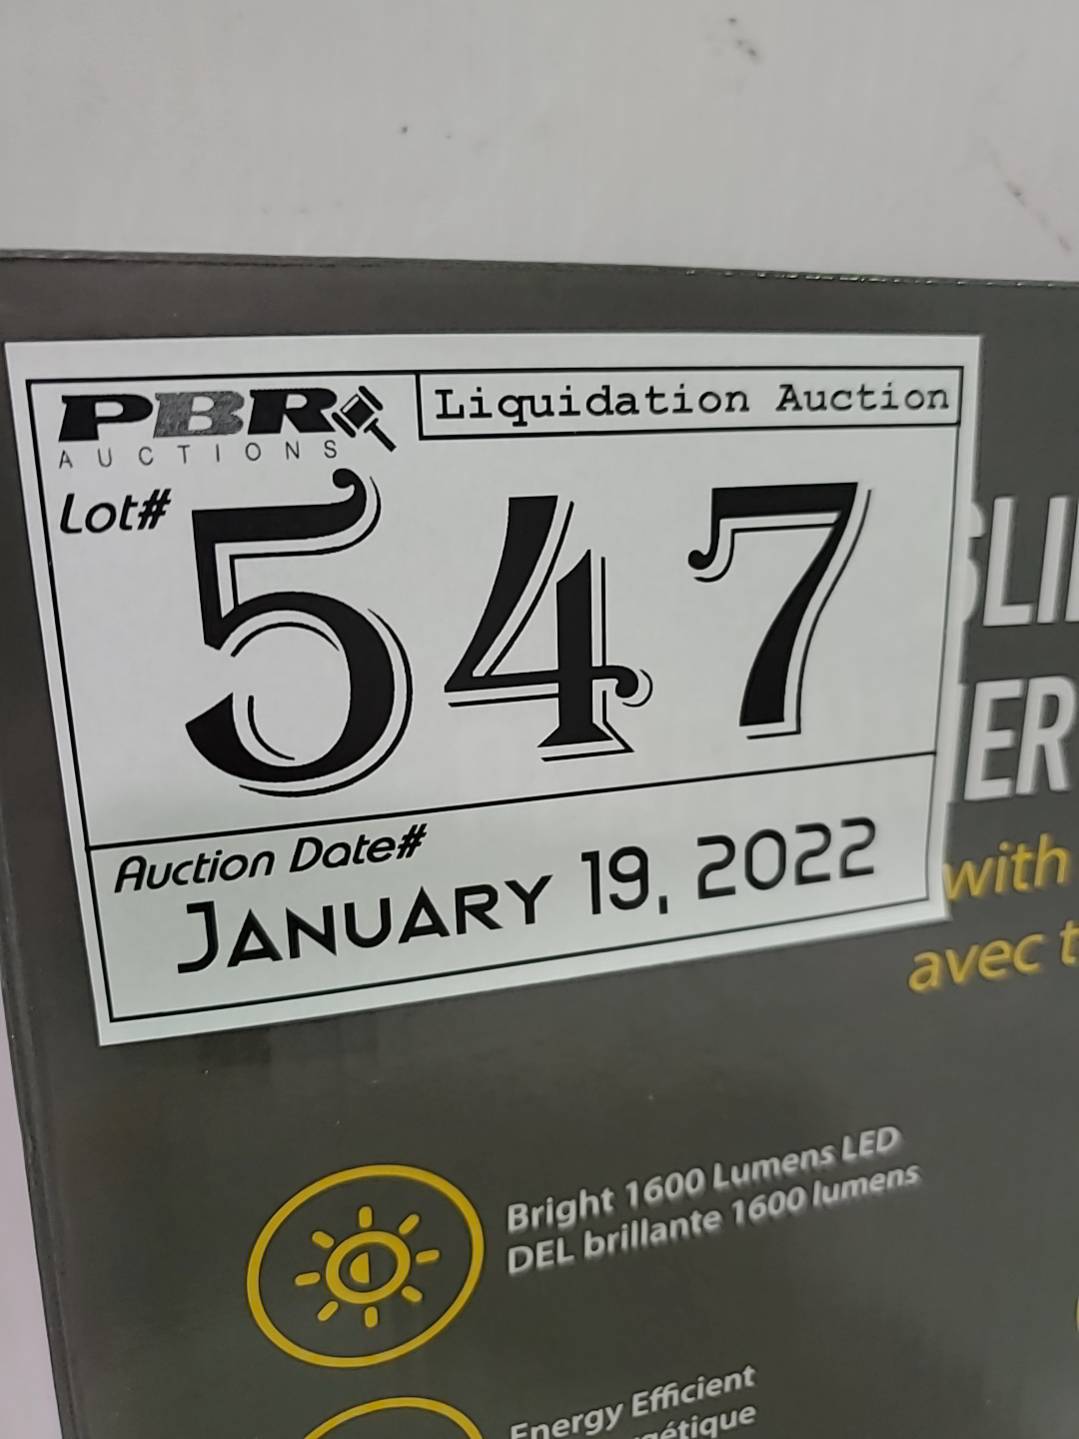 PBR
AUCTIONS
Liquidation Auction
Lot#
547
Auction Date#
January 19, 2022
with
avec
Bright 1600 Lumens LED
DEL brillante 1600 lumens
Energy Efficient